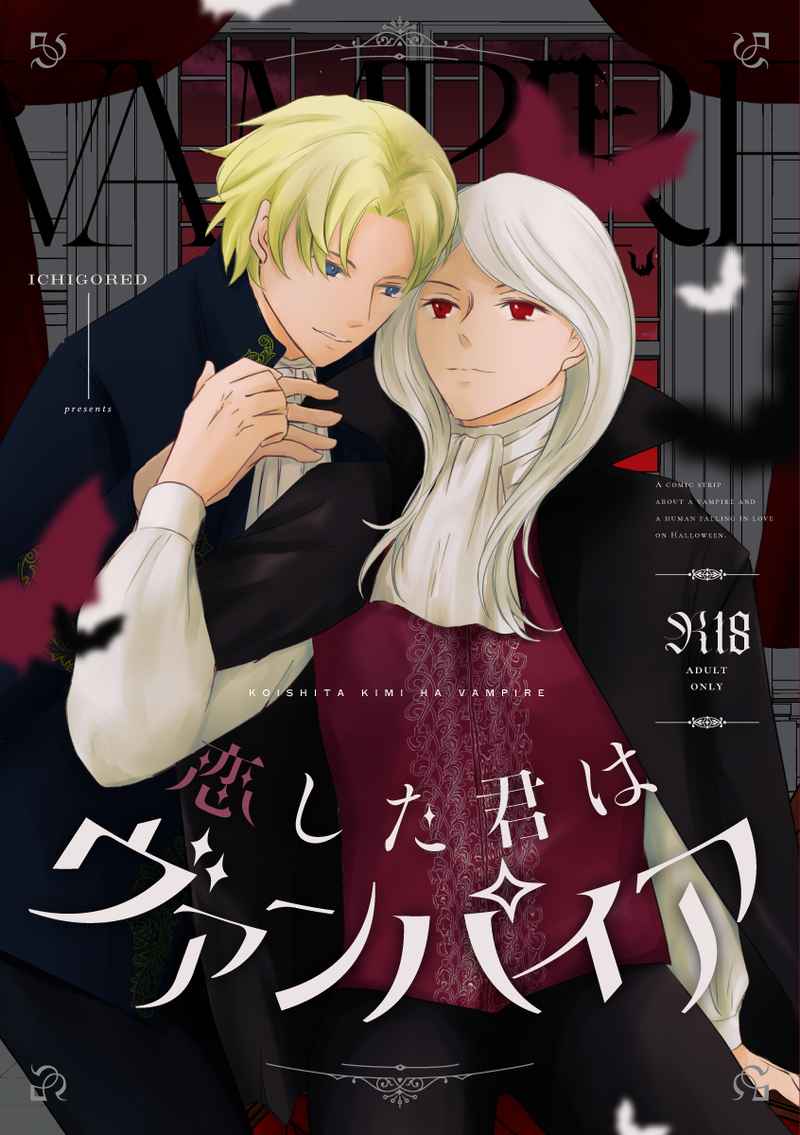 VAMPIRE
ICHIGORED
presents
A COMIC STRIP
ABOUT A VAMPIRE AND
A HUMAN FALLING IN LOVE
ON HALLOWEEN.
R18
ADULT
ONLY
KOISHITA KIMI HA VAMPIRE
恋した君は
ヴァンパイア